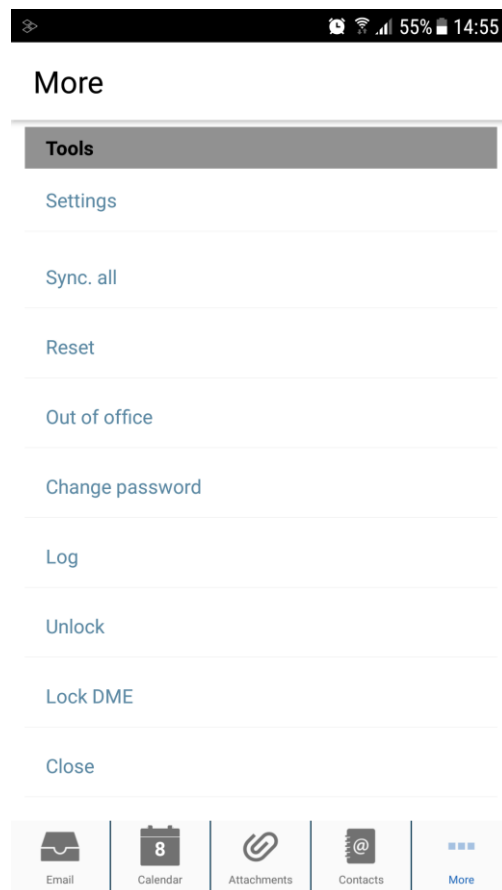 55% 14:55
More
Tools
Settings
Sync. all
Reset
Out of office
Change password
Log
Unlock
Lock DME
Close
8
@
Email Calendar Attachments Contacts More